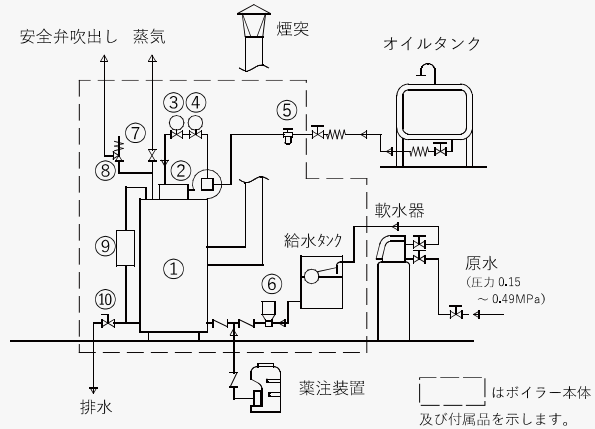 煙突
安全弁吹出し
蒸気
オイルタンク
③
④
⑤
⑦
⑧
②
軟水器
給水タンク
⑨
①
原水
(圧力 0.15
～ 0.49MPa)
⑥
⑩
薬注装置
排水
はボイラー本体
及び付属品を示します。